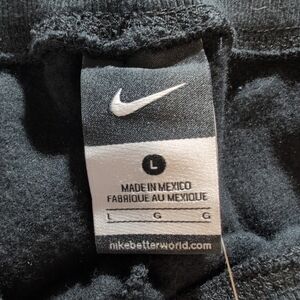 L
MADE IN MEXICO
FABRIQUE AU MEXIQUE
L G G
nikebetterworld.com